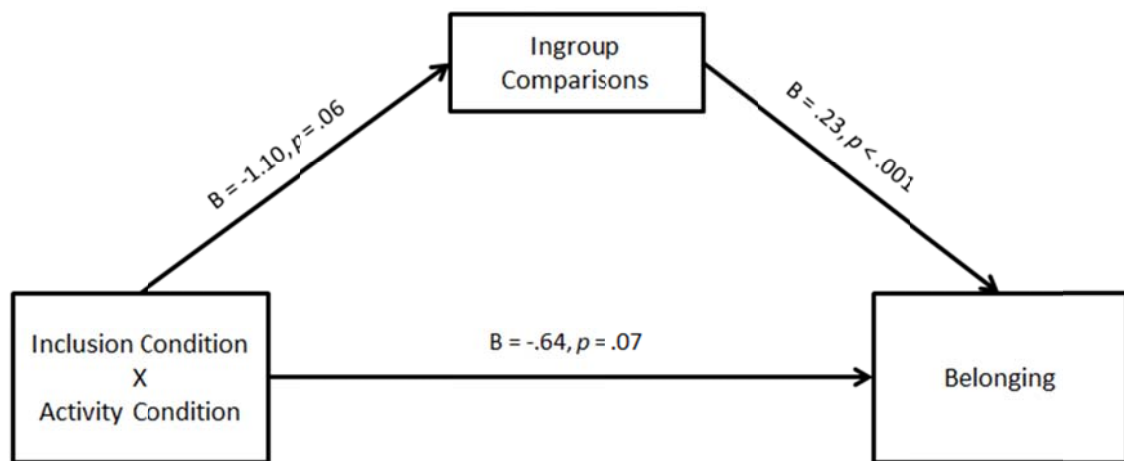 Ingroup
Comparisons
B = -1.10, p = .06
B = .23, p < .001
Inclusion Condition
X
Activity Condition
B = -.64, p = .07
Belonging